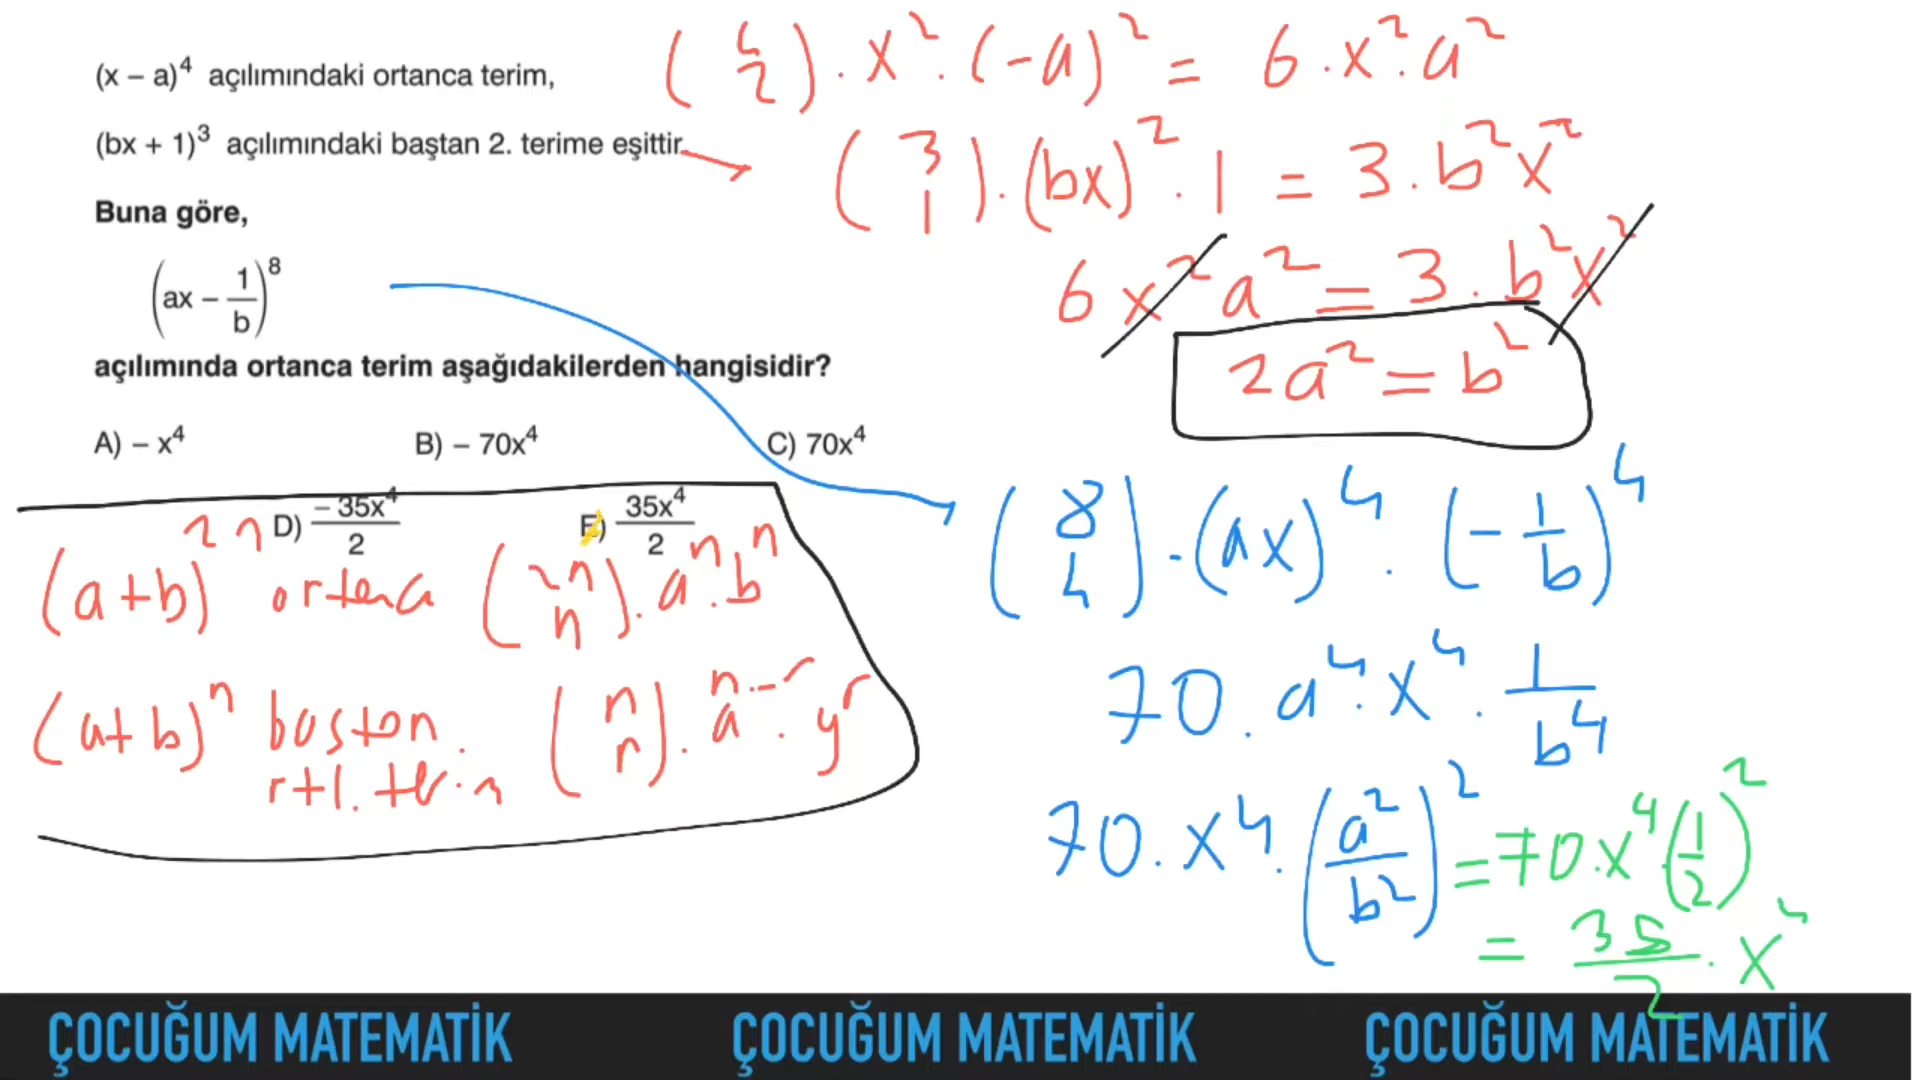 (x – a)⁴ açılımındaki ortanca terim,
(bx + 1)³ açılımındaki baştan 2. terime eşittir.
Buna göre,
(ax – 1/b)⁸
açılımında ortanca terim aşağıdakilerden hangisidir?
A) – x⁴ B) – 70x⁴ C) 70x⁴
D) – 35x⁴/2 E) 35x⁴/2
(a+b)²ⁿ ortanca (2n n) . aⁿ . bⁿ
(a+b)ⁿ baştan (n r) . aⁿ⁻ʳ . yʳ
r+1. terim
(4 2) . x² . (-a)² = 6 . x² . a²
(3 1) . (bx)² . 1 = 3 . b² x²
6 x² a² = 3 . b² x²
2a² = b²
(8 4) . (ax)⁴ . (- 1/b)⁴
70 . a⁴ . x⁴ . 1/b⁴
70 . x⁴ . (a²/b²)² = 70 . x⁴ (1/2)²
= 35/2 . x⁴
ÇOCUĞUM MATEMATİK ÇOCUĞUM MATEMATİK ÇOCUĞUM MATEMATİK